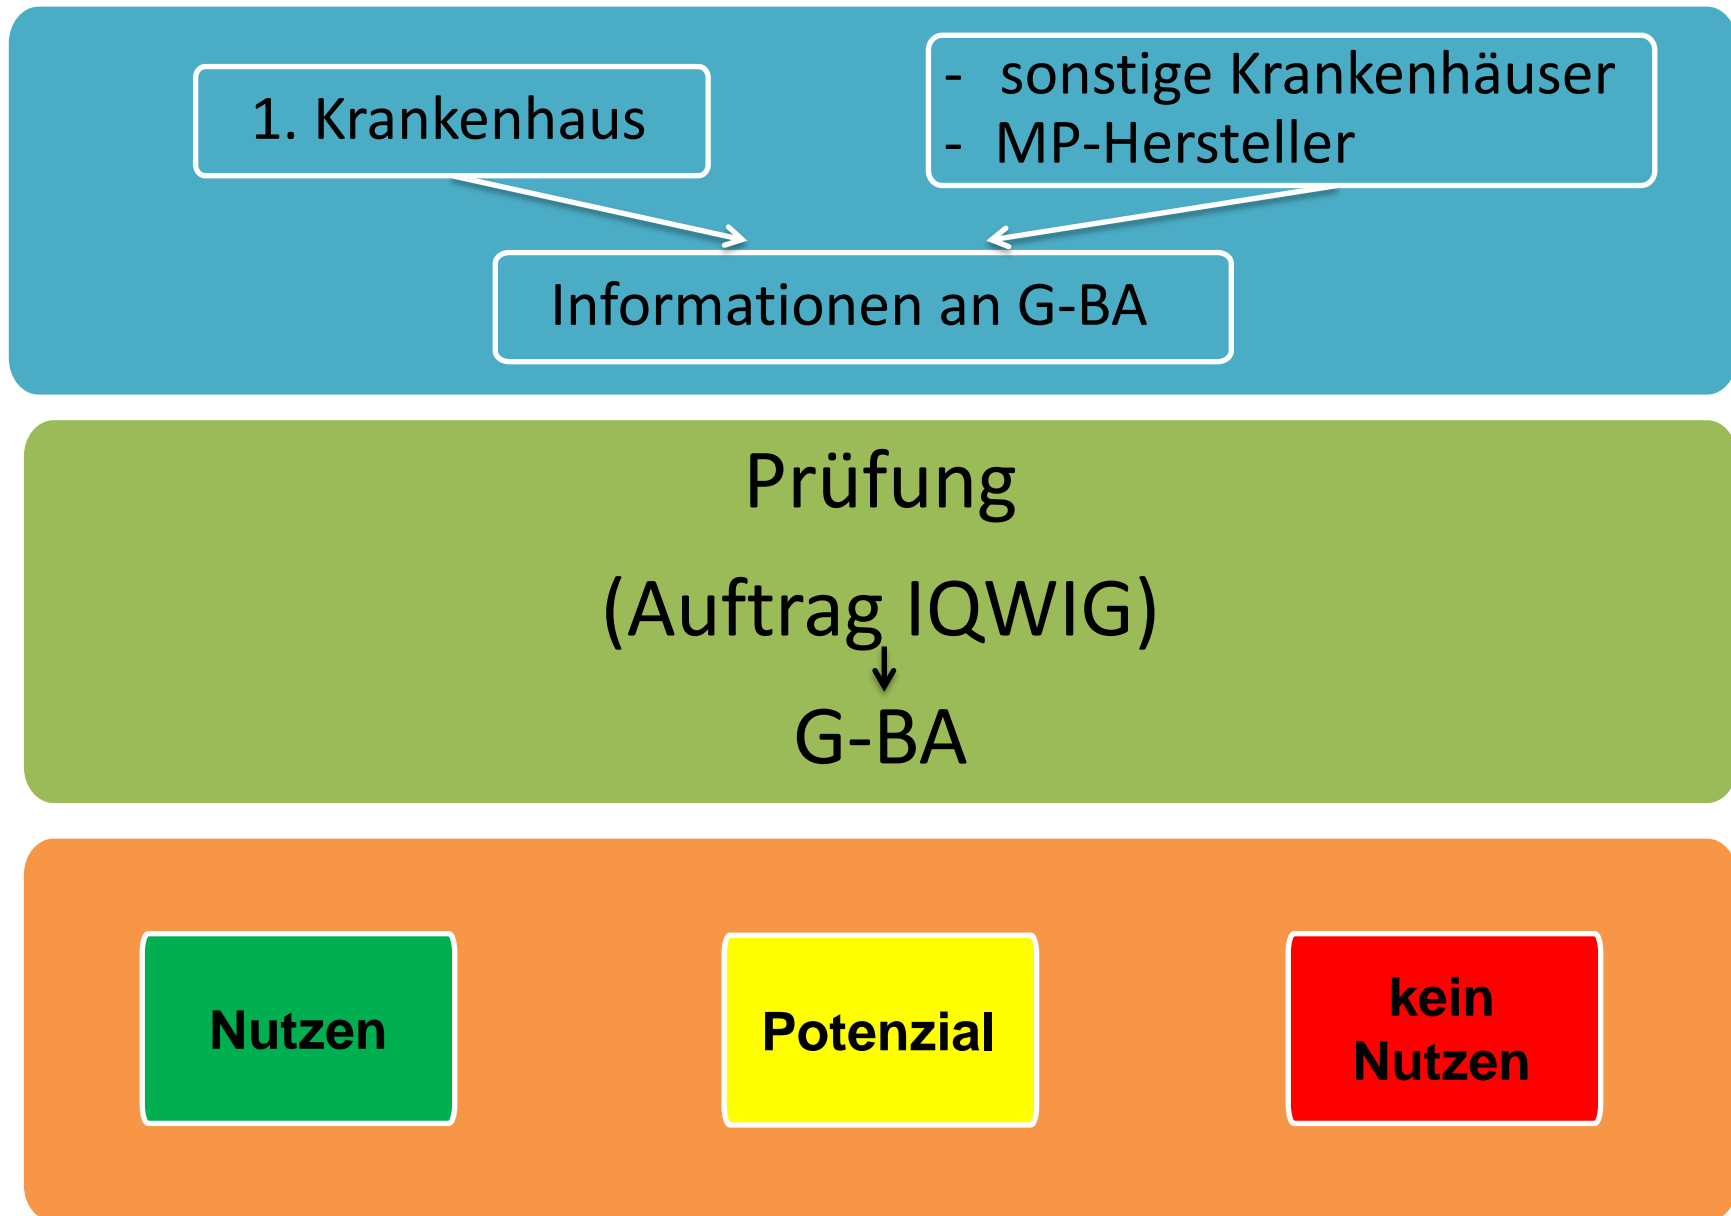 1. Krankenhaus
- sonstige Krankenhäuser
- MP-Hersteller
Informationen an G-BA
Prüfung
(Auftrag IQWIG)
G-BA
Nutzen
Potenzial
kein
Nutzen